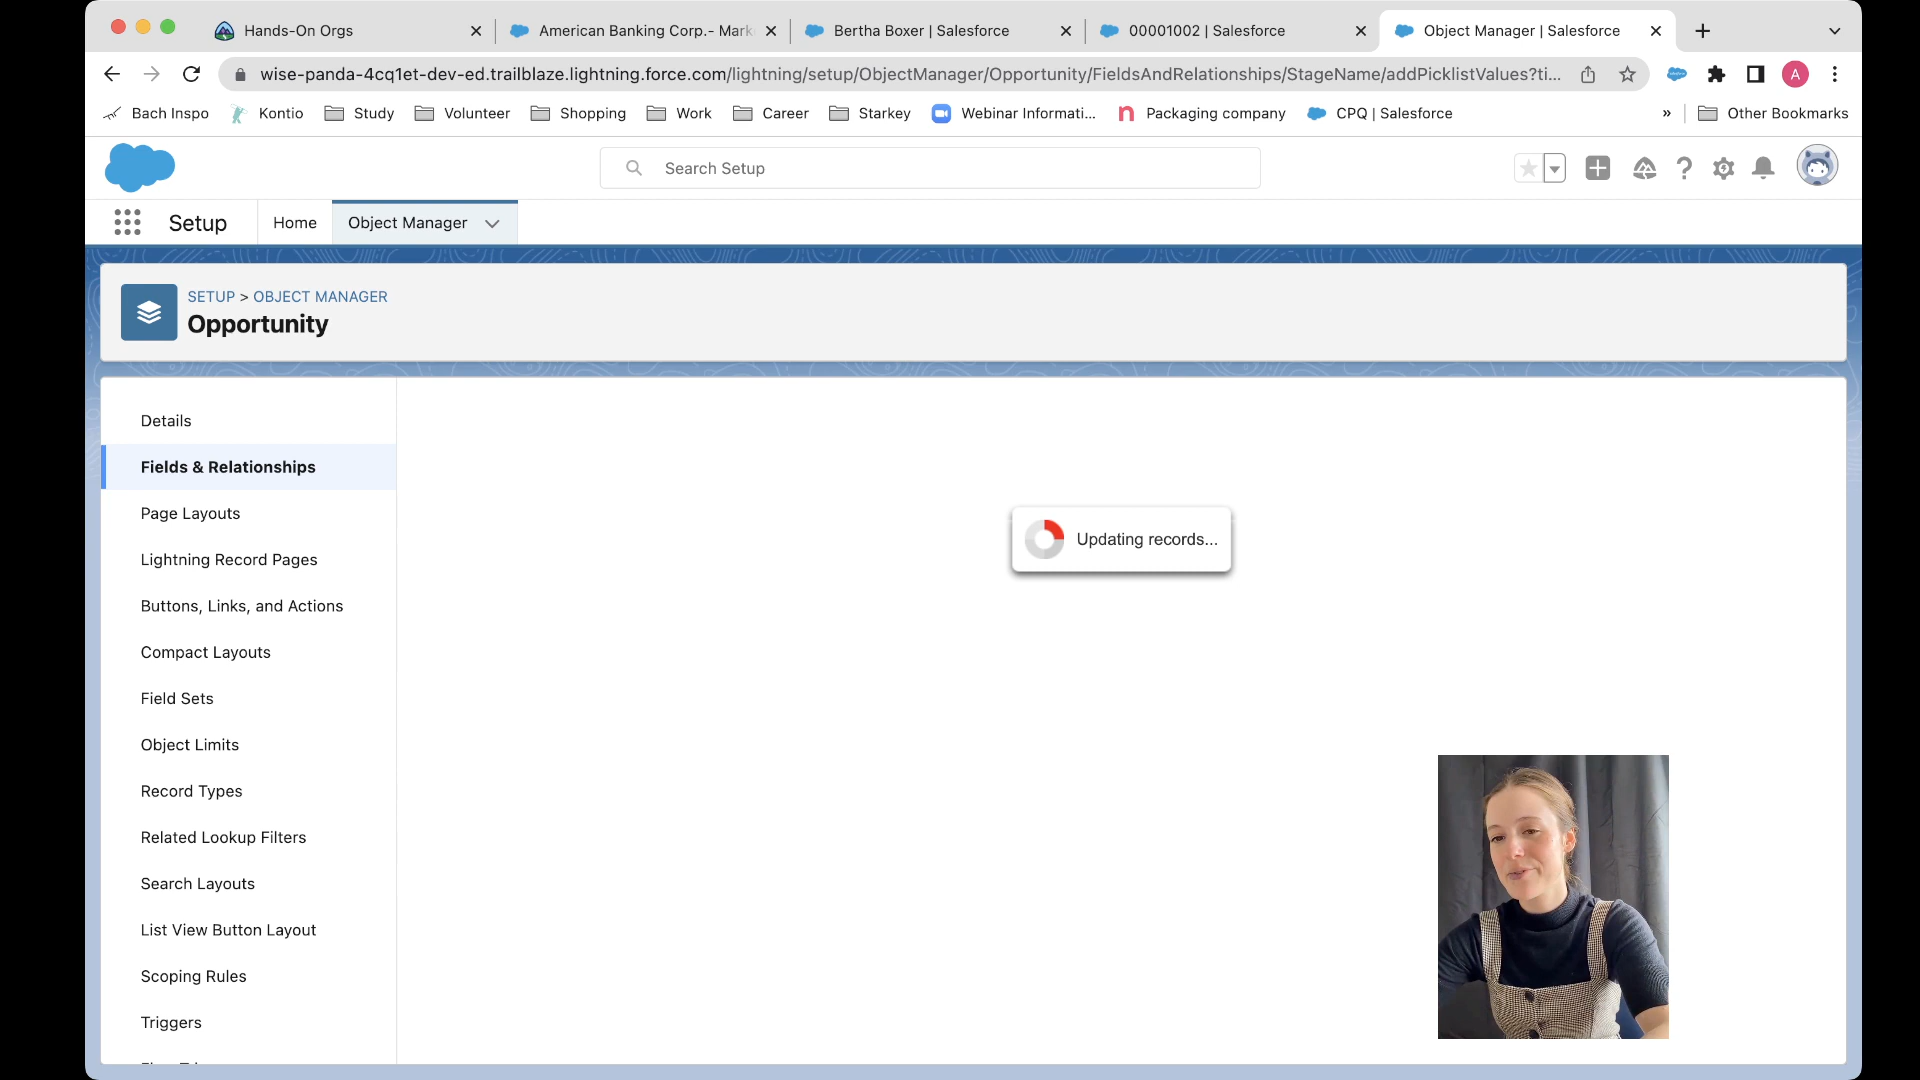 Hands-On Orgs
American Banking Corp.- Mark
Bertha Boxer | Salesforce
00001002 | Salesforce
Object Manager | Salesforce
wise-panda-4cq1et-dev-ed.trailblaze.lightning.force.com/lightning/setup/ObjectManager/Opportunity/FieldsAndRelationships/StageName/addPicklistValues?ti...
A
Bach Inspo
Kontio
Study
Volunteer
Shopping
Work
Career
Starkey
Webinar Informati...
Packaging company
CPQ | Salesforce
»
Other Bookmarks
Search Setup
Setup
Home
Object Manager
SETUP > OBJECT MANAGER
Opportunity
Details
Fields & Relationships
Page Layouts
Lightning Record Pages
Buttons, Links, and Actions
Compact Layouts
Field Sets
Object Limits
Record Types
Related Lookup Filters
Search Layouts
List View Button Layout
Scoping Rules
Triggers
Updating records...